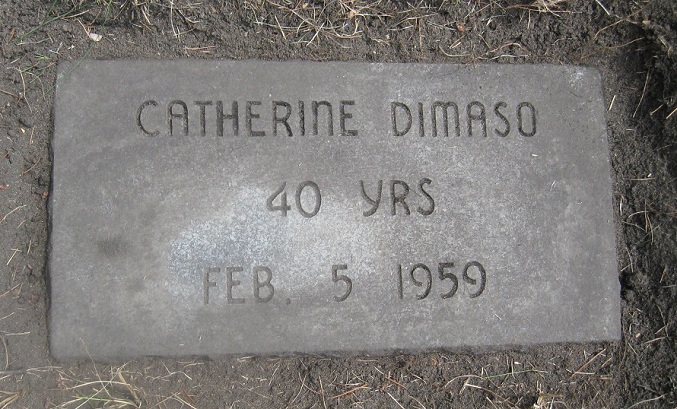 CATHERINE DIMASO
40 YRS
FEB. 5 1959